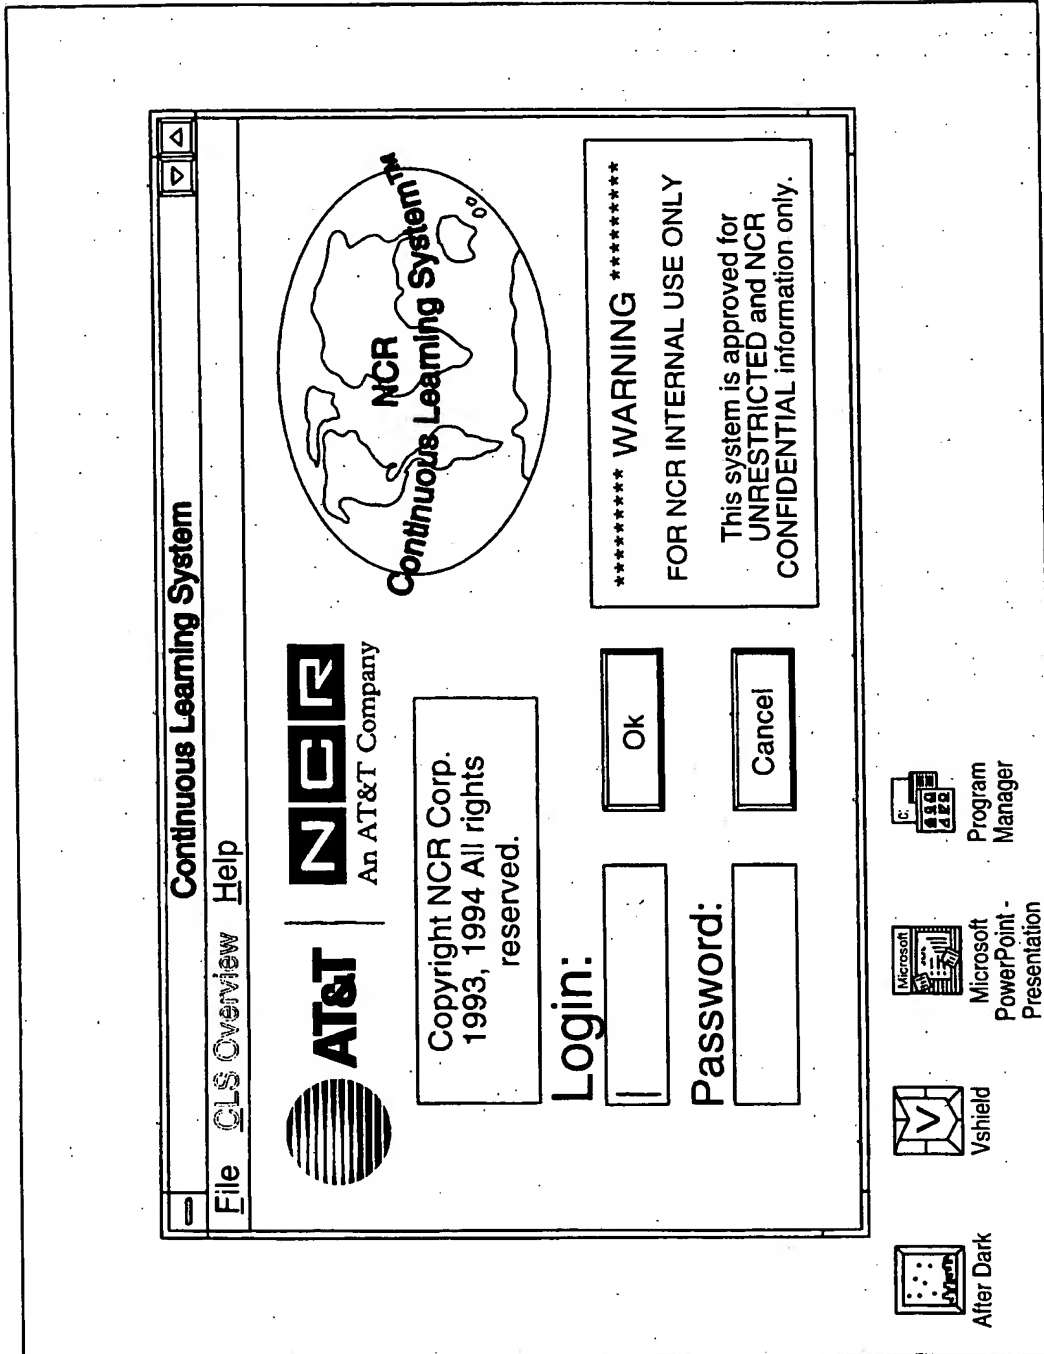 Continuous Learning System
File CLS Overview Help
AT&T
NCR
An AT&T Company
Copyright NCR Corp.
1993, 1994 All rights
reserved.
NCR
Continuous Learning System™
Login:
Ok
Password:
Cancel
********* WARNING *********
FOR NCR INTERNAL USE ONLY
This system is approved for
UNRESTRICTED and NCR
CONFIDENTIAL information only.
After Dark
V
Vshield
Microsoft
Microsoft
PowerPoint -
Presentation
C:
Program
Manager